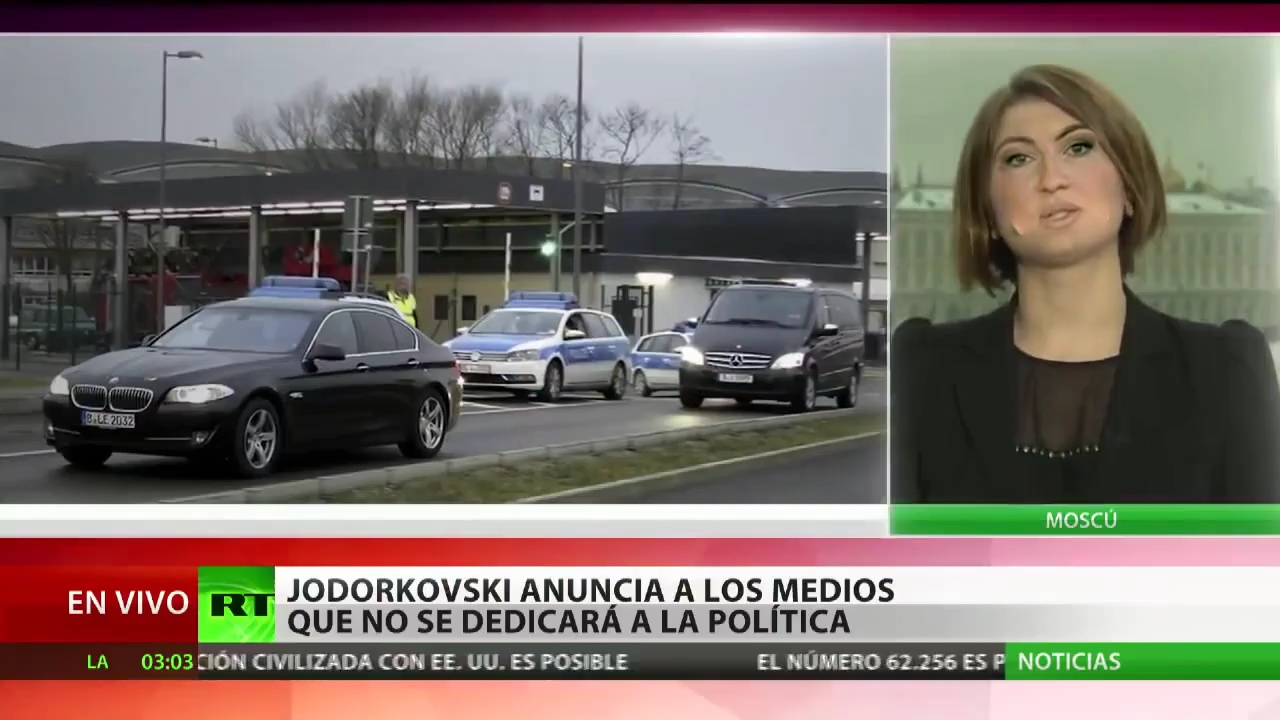 B LE 2032
MOSCÚ
EN VIVO
RT
JODORKOVSKI ANUNCIA A LOS MEDIOS
QUE NO SE DEDICARÁ A LA POLÍTICA
LA 03:03
CIÓN CIVILIZADA CON EE. UU. ES POSIBLE EL NÚMERO 62.256 ES P
NOTICIAS